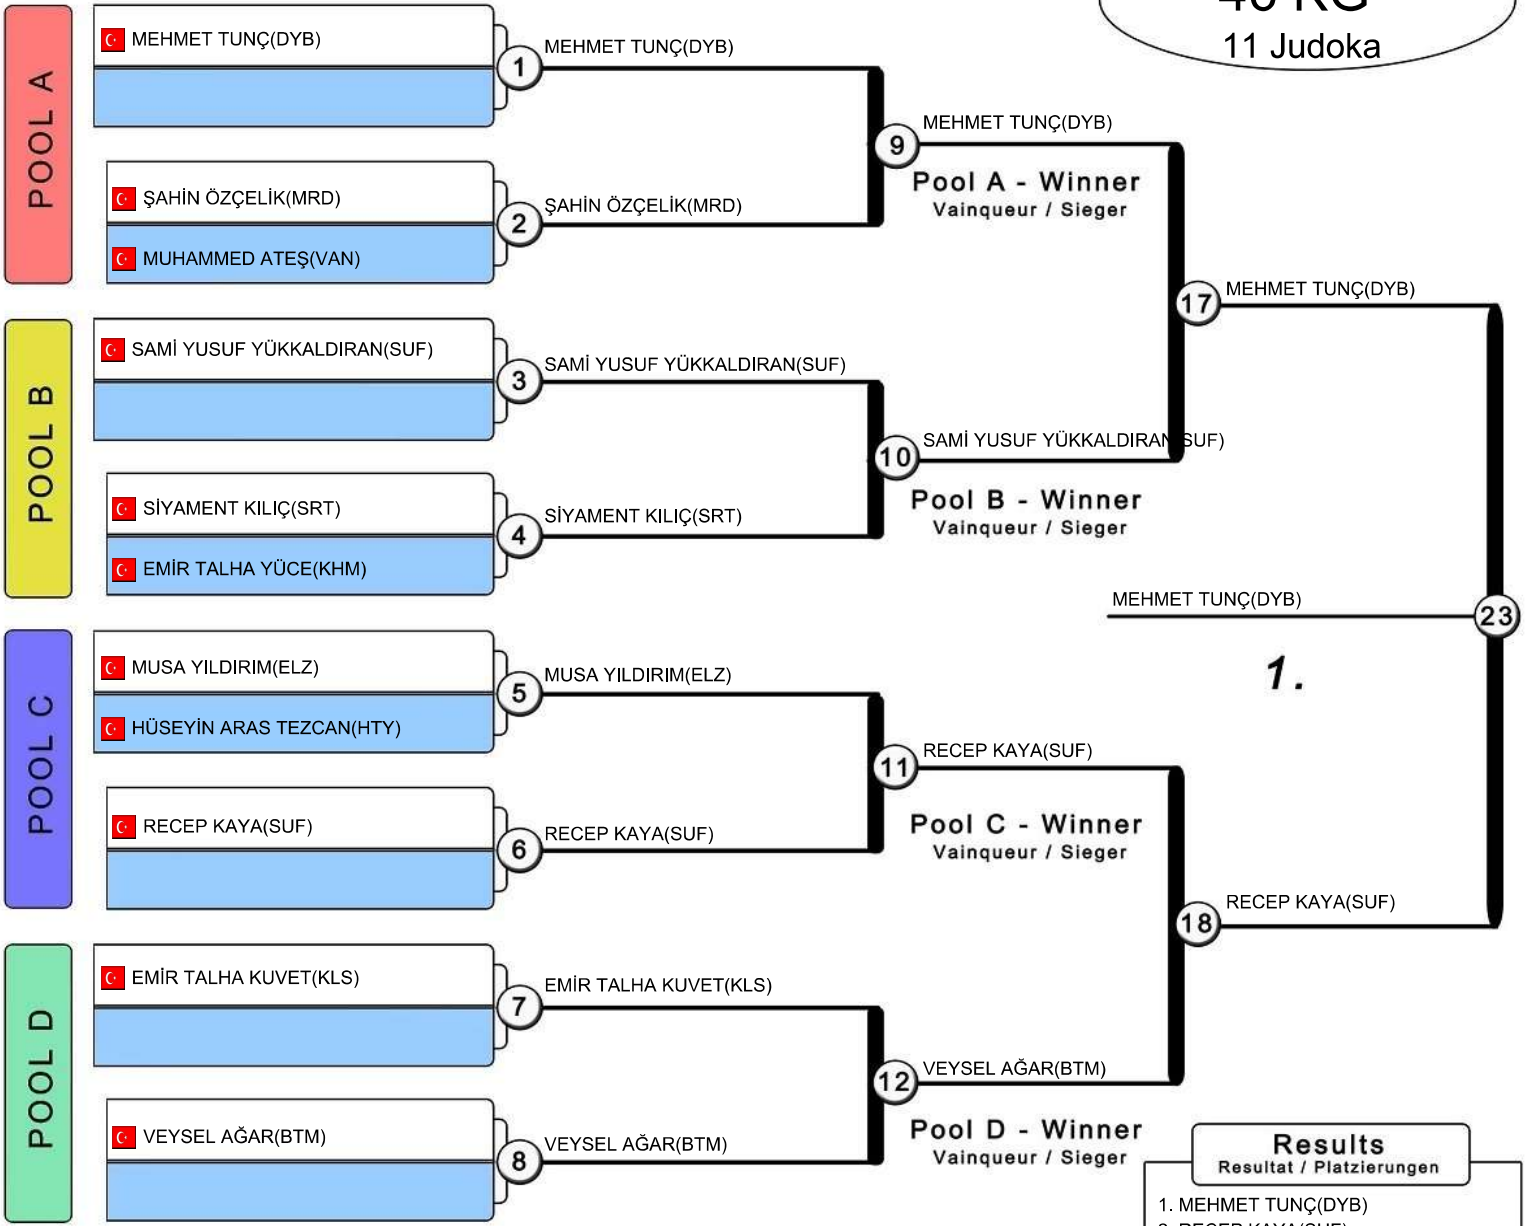 46 KG
11 Judoka
POOL A
MEHMET TUNÇ(DYB)
1
MEHMET TUNÇ(DYB)
ŞAHİN ÖZÇELİK(MRD)
MUHAMMED ATEŞ(VAN)
2
ŞAHİN ÖZÇELİK(MRD)
9
MEHMET TUNÇ(DYB)
Pool A - Winner
Vainqueur / Sieger
POOL B
SAMİ YUSUF YÜKKALDIRAN(SUF)
3
SAMİ YUSUF YÜKKALDIRAN(SUF)
SİYAMENT KILIÇ(SRT)
EMİR TALHA YÜCE(KHM)
4
SİYAMENT KILIÇ(SRT)
10
SAMİ YUSUF YÜKKALDIRAN(SUF)
Pool B - Winner
Vainqueur / Sieger
17
MEHMET TUNÇ(DYB)
POOL C
MUSA YILDIRIM(ELZ)
HÜSEYİN ARAS TEZCAN(HTY)
5
MUSA YILDIRIM(ELZ)
RECEP KAYA(SUF)
6
RECEP KAYA(SUF)
11
RECEP KAYA(SUF)
Pool C - Winner
Vainqueur / Sieger
POOL D
EMİR TALHA KUVET(KLS)
7
EMİR TALHA KUVET(KLS)
VEYSEL AĞAR(BTM)
8
VEYSEL AĞAR(BTM)
12
VEYSEL AĞAR(BTM)
Pool D - Winner
Vainqueur / Sieger
18
RECEP KAYA(SUF)
MEHMET TUNÇ(DYB)
23
1.
Results
Resultat / Platzierungen
1. MEHMET TUNÇ(DYB)
2. RECEP KAYA(SUF)